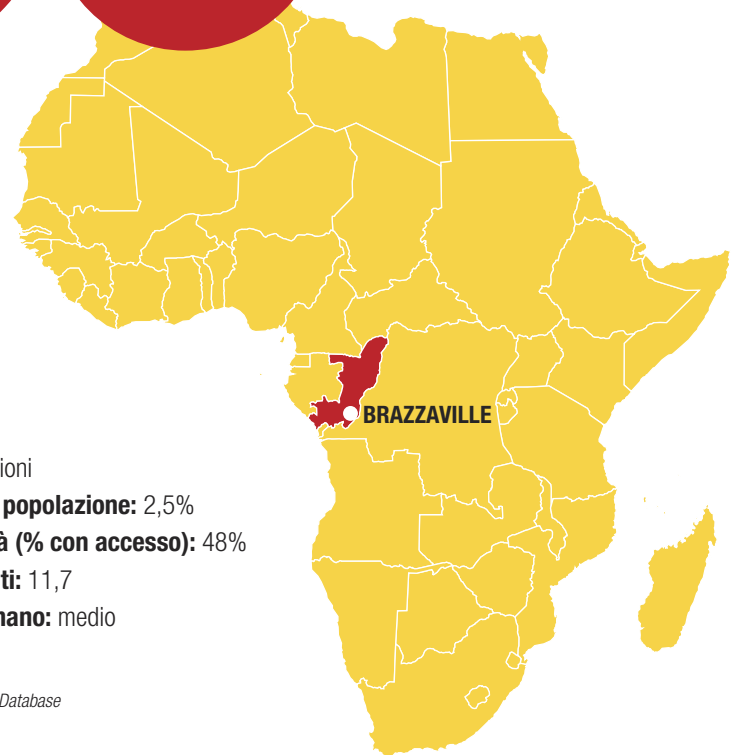 BRAZZAVILLE
ioni
popolazione: 2,5%
à (% con accesso): 48%
ti: 11,7
nano: medio
Database